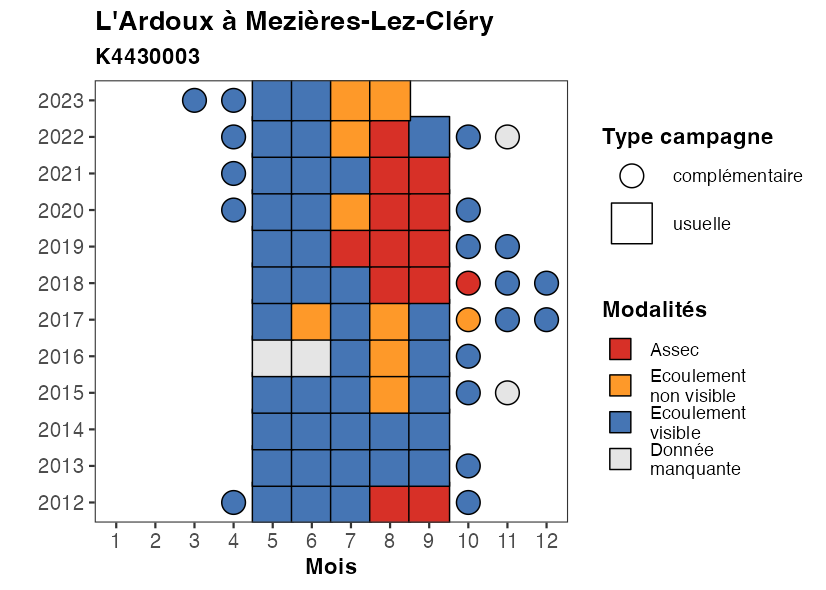 L'Ardoux à Mezières-Lez-Cléry
K4430003
2023
2022
2021
2020
2019
2018
2017
2016
2015
2014
2013
2012
1 2 3 4 5 6 7 8 9 10 11 12
Mois
Type campagne
complémentaire
usuelle
Modalités
Assec
Ecoulement
non visible
Ecoulement
visible
Donnée
manquante